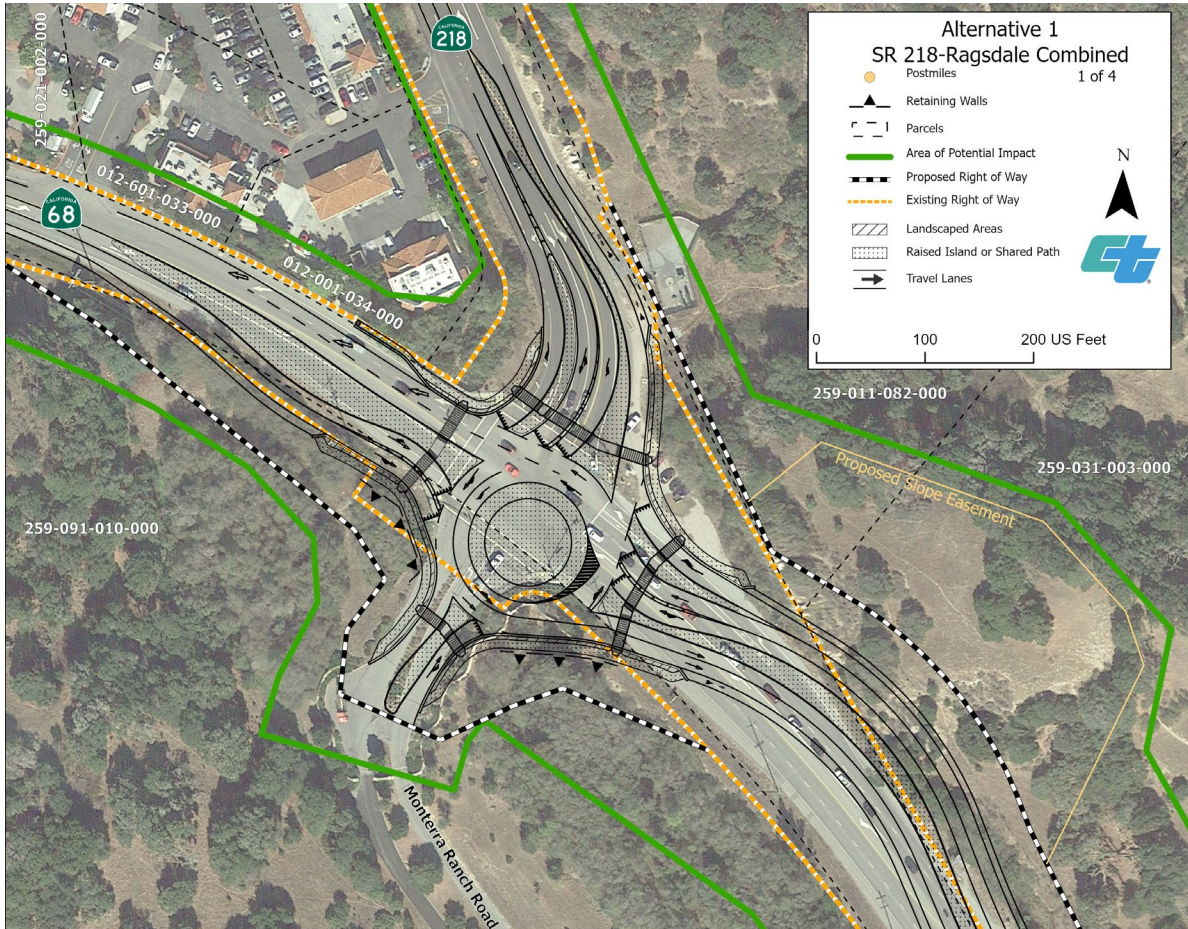 Alternative 1
SR 218-Ragsdale Combined
1 of 4
Postmiles
Retaining Walls
Parcels
Area of Potential Impact
Proposed Right of Way
Existing Right of Way
Landscaped Areas
Raised Island or Shared Path
Travel Lanes
N
0 100 200 US Feet
CALIFORNIA
218
259-021-002-000
012-601-033-000
CALIFORNIA
68
012-001-034-000
259-011-082-000
259-031-003-000
Proposed Slope Easement
259-091-010-000
Monterra Ranch Road